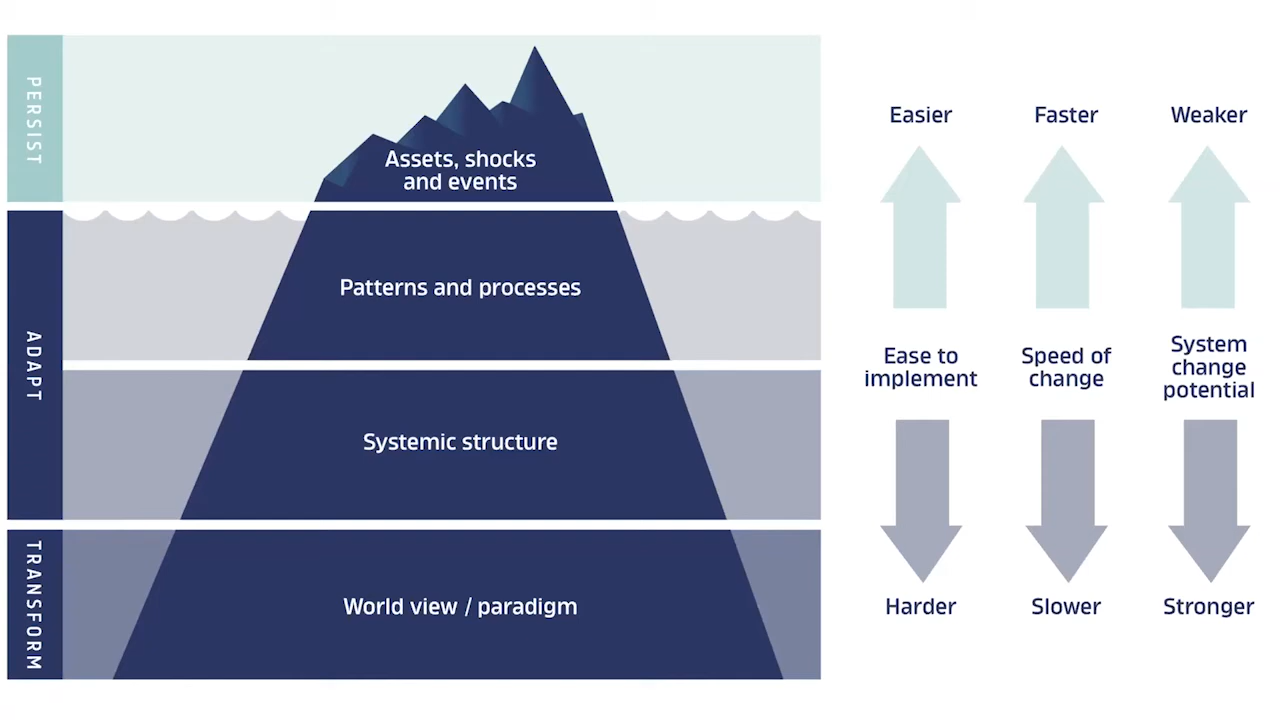 PERSIST
Assets, shocks
and events
ADAPT
Patterns and processes
Systemic structure
TRANSFORM
World view / paradigm
Easier
Faster
Weaker
Ease to
implement
Speed of
change
System
change
potential
Harder
Slower
Stronger